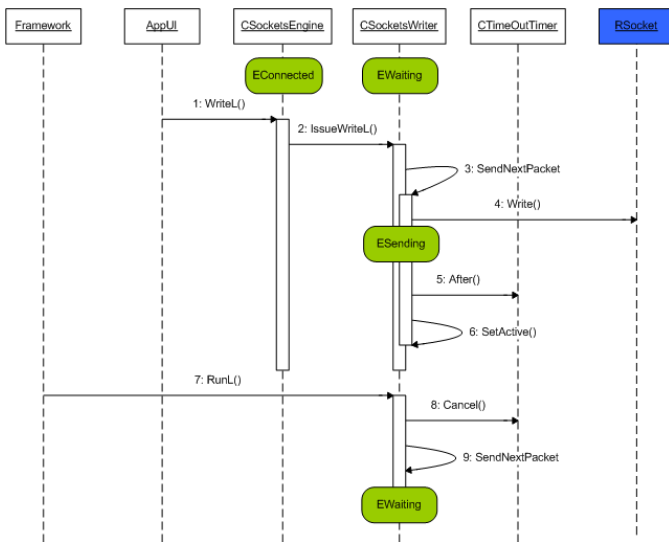 Framework
AppUI
CSocketsEngine
CSocketsWriter
CTimeOutTimer
RSocket
EConnected
EWaiting
1: WriteL()
2: IssueWriteL()
3: SendNextPacket
4: Write()
ESending
5: After()
6: SetActive()
7: RunL()
8: Cancel()
9: SendNextPacket
EWaiting